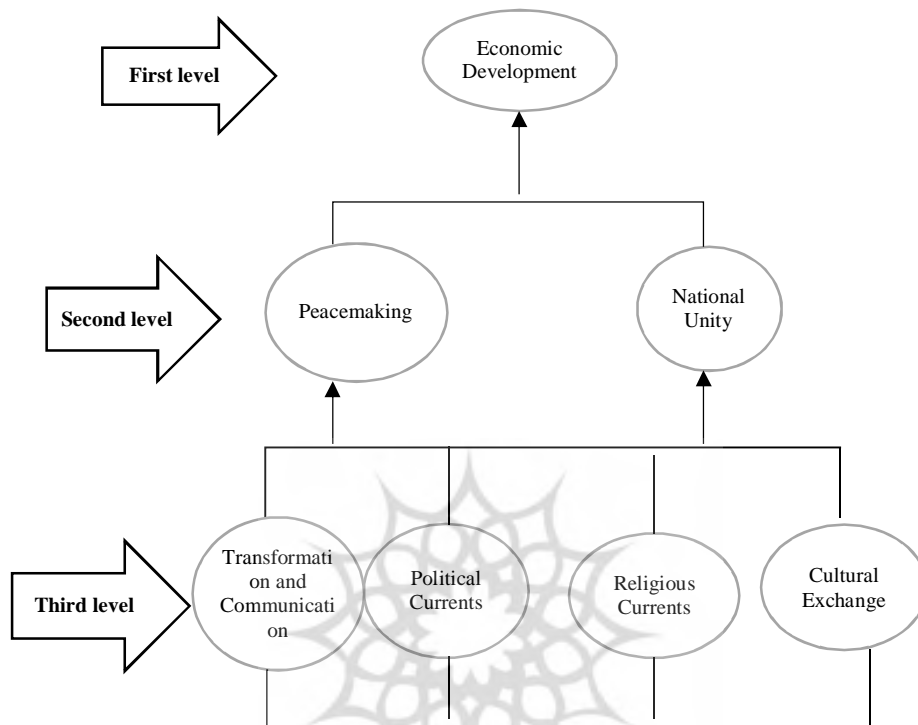 First level
Economic
Development
Second level
Peacemaking
National
Unity
Third level
Transformati
on and
Communicati
on
Political
Currents
Religious
Currents
Cultural
Exchange